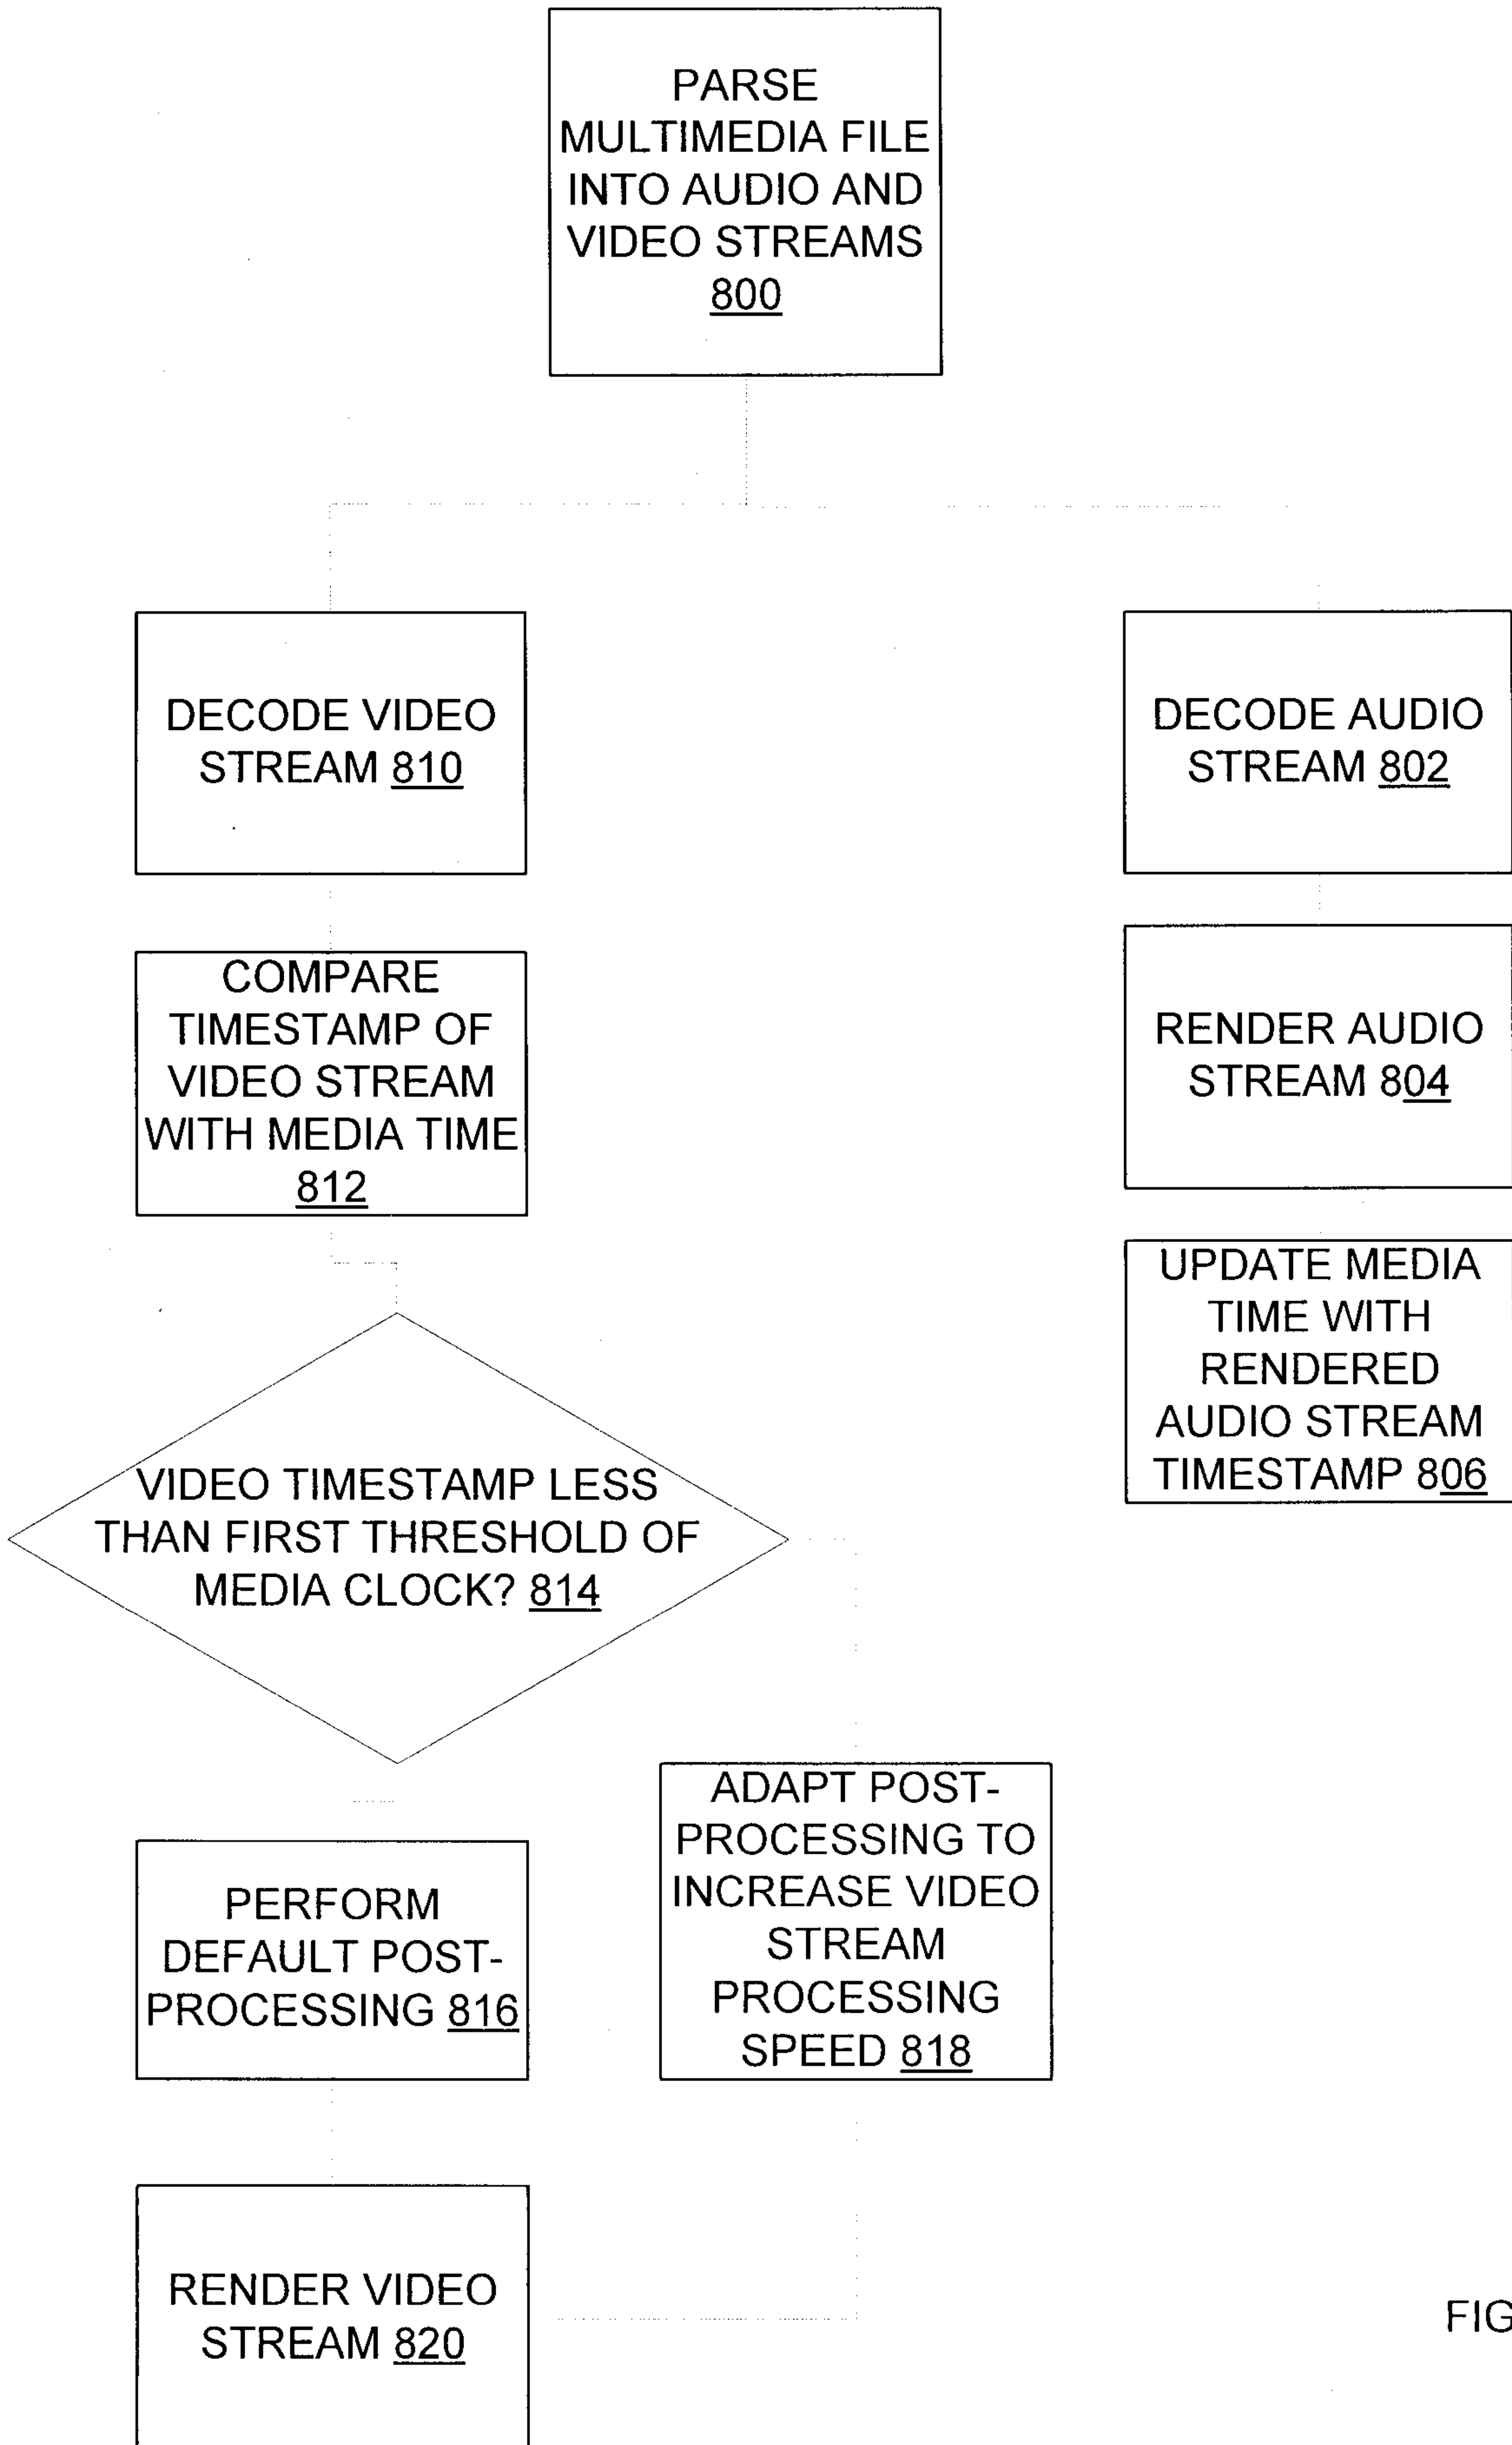 PARSE
MULTIMEDIA FILE
INTO AUDIO AND
VIDEO STREAMS
800
DECODE VIDEO
STREAM 810
DECODE AUDIO
STREAM 802
COMPARE
TIMESTAMP OF
VIDEO STREAM
WITH MEDIA TIME
812
RENDER AUDIO
STREAM 804
UPDATE MEDIA
TIME WITH
RENDERED
AUDIO STREAM
TIMESTAMP 806
VIDEO TIMESTAMP LESS
THAN FIRST THRESHOLD OF
MEDIA CLOCK? 814
PERFORM
DEFAULT POST-
PROCESSING 816
ADAPT POST-
PROCESSING TO
INCREASE VIDEO
STREAM
PROCESSING
SPEED 818
RENDER VIDEO
STREAM 820
FIG